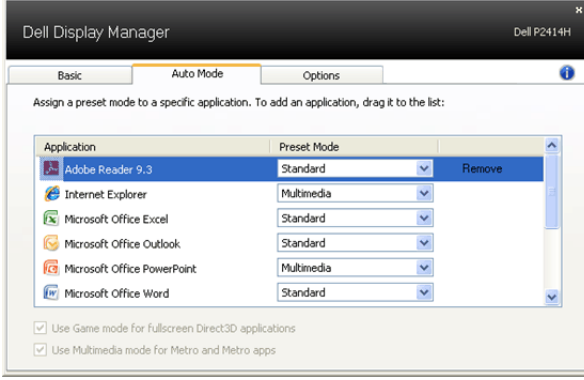 Dell Display Manager
Dell P2414H
Basic Auto Mode Options
Assign a preset mode to a specific application. To add an application, drag it to the list:
Application Preset Mode
Adobe Reader 9.3 Standard Remove
Internet Explorer Multimedia
Microsoft Office Excel Standard
Microsoft Office Outlook Standard
Microsoft Office PowerPoint Multimedia
Microsoft Office Word Standard
Use Game mode for fullscreen Direct3D applications
Use Multimedia mode for Metro and Metro apps